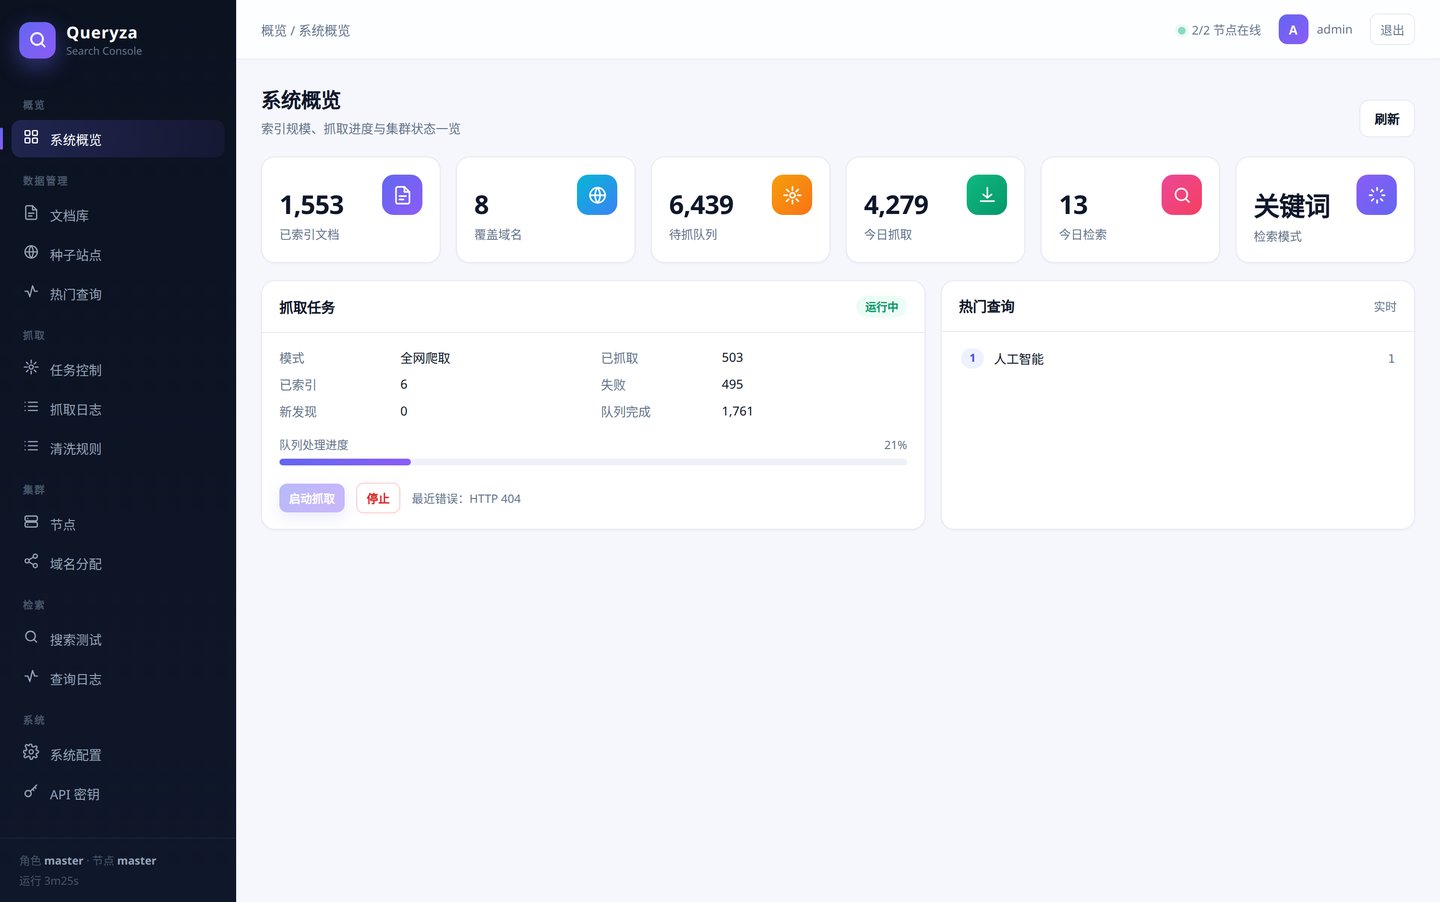 Queryza
Search Console
概览
系统概览
数据管理
文档库
种子站点
热门查询
抓取
任务控制
抓取日志
清洗规则
集群
节点
域名分配
检索
搜索测试
查询日志
系统
系统配置
API 密钥
角色 master · 节点 master
运行 3m25s
概览 / 系统概览
2/2 节点在线
A
admin
退出
系统概览
索引规模、抓取进度与集群状态一览
刷新
1,553
已索引文档
8
覆盖域名
6,439
待抓队列
4,279
今日抓取
13
今日检索
关键词
检索模式
抓取任务
运行中
模式 全网爬取 已抓取 503
已索引 6 失败 495
新发现 0 队列完成 1,761
队列处理进度 21%
启动抓取 停止 最近错误：HTTP 404
热门查询 实时
1 人工智能 1